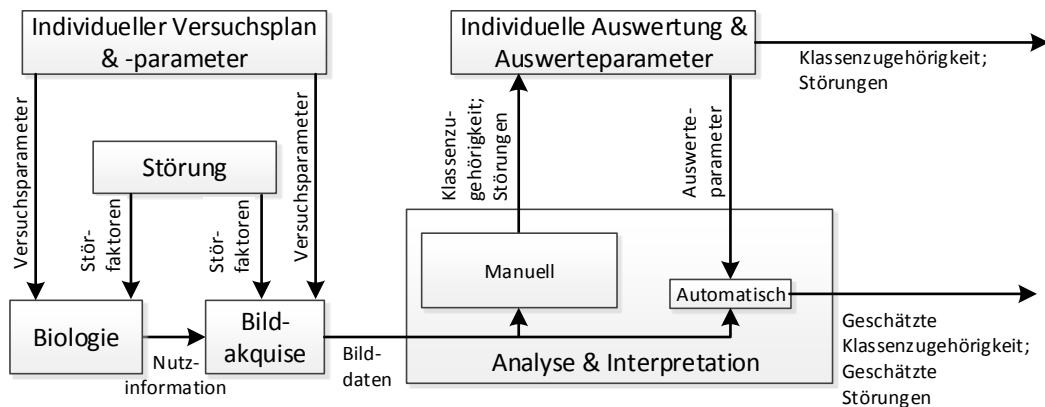 Individueller Versuchsplan
& -parameter
Individuelle Auswertung &
Auswerteparameter
Klassenzugehörigkeit;
Störungen
Versuchsparameter
Störung
Versuchsparameter
Klassenzu-
gehörigkeit;
Störungen
Auswerte-
parameter
Stör-
faktoren
Stör-
faktoren
Manuell
Automatisch
Biologie
Bild-
akquise
Nutz-
information
Bild-
daten
Analyse & Interpretation
Geschätzte
Klassenzugehörigkeit;
Geschätzte
Störungen